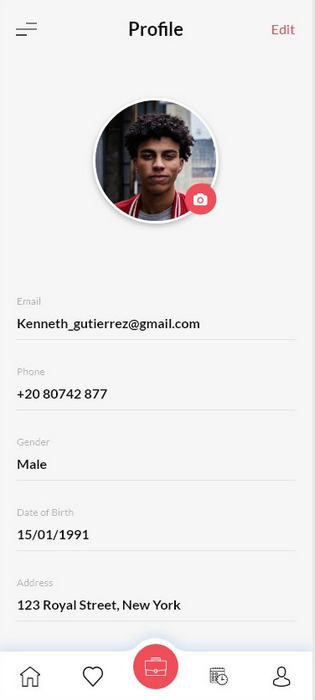 Profile
Edit
Email
Kenneth_gutierrez@gmail.com
Phone
+20 80742 877
Gender
Male
Date of Birth
15/01/1991
Address
123 Royal Street, New York